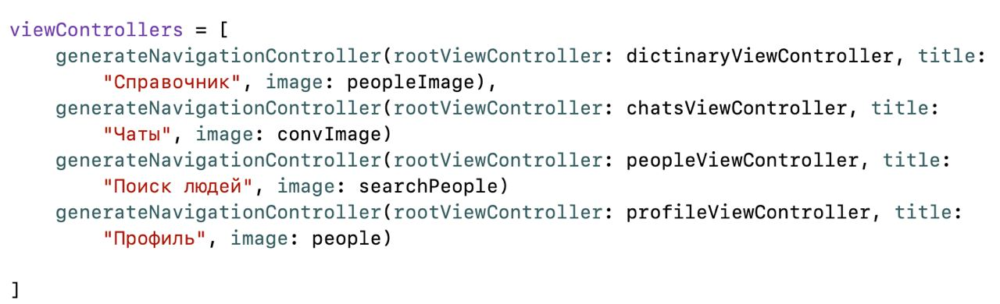 viewControllers = [
generateNavigationController(rootViewController: dictinaryViewController, title:
"Справочник", image: peopleImage),
generateNavigationController(rootViewController: chatsViewController, title:
"Чаты", image: convImage)
generateNavigationController(rootViewController: peopleViewController, title:
"Поиск людей", image: searchPeople)
generateNavigationController(rootViewController: profileViewController, title:
"Профиль", image: people)
]